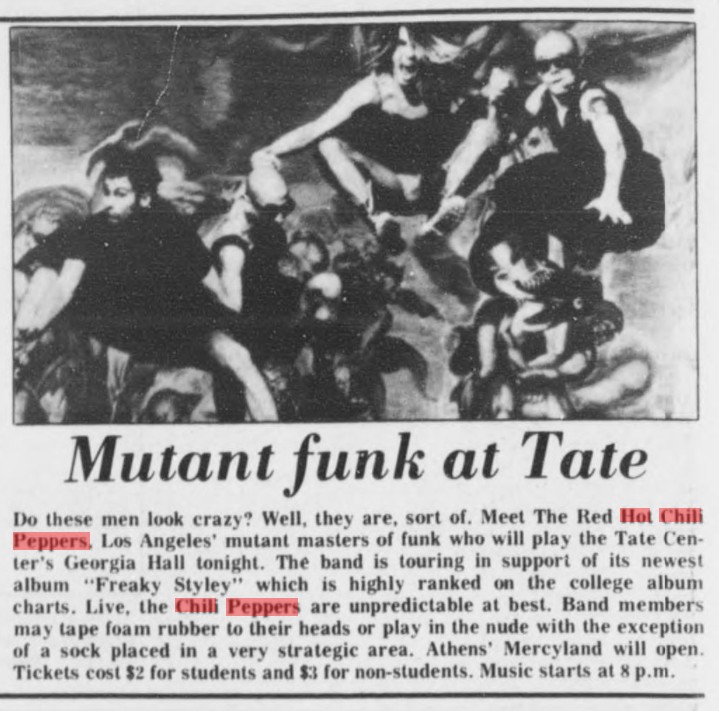 Mutant funk at Tate
Do these men look crazy? Well, they are, sort of. Meet The Red Hot Chili
Peppers, Los Angeles' mutant masters of funk who will play the Tate Cen-
ter's Georgia Hall tonight. The band is touring in support of its newest
album "Freaky Styley" which is highly ranked on the college album
charts. Live, the Chili Peppers are unpredictable at best. Band members
may tape foam rubber to their heads or play in the nude with the exception
of a sock placed in a very strategic area. Athens' Mercyland will open.
Tickets cost $2 for students and $3 for non-students. Music starts at 8 p.m.